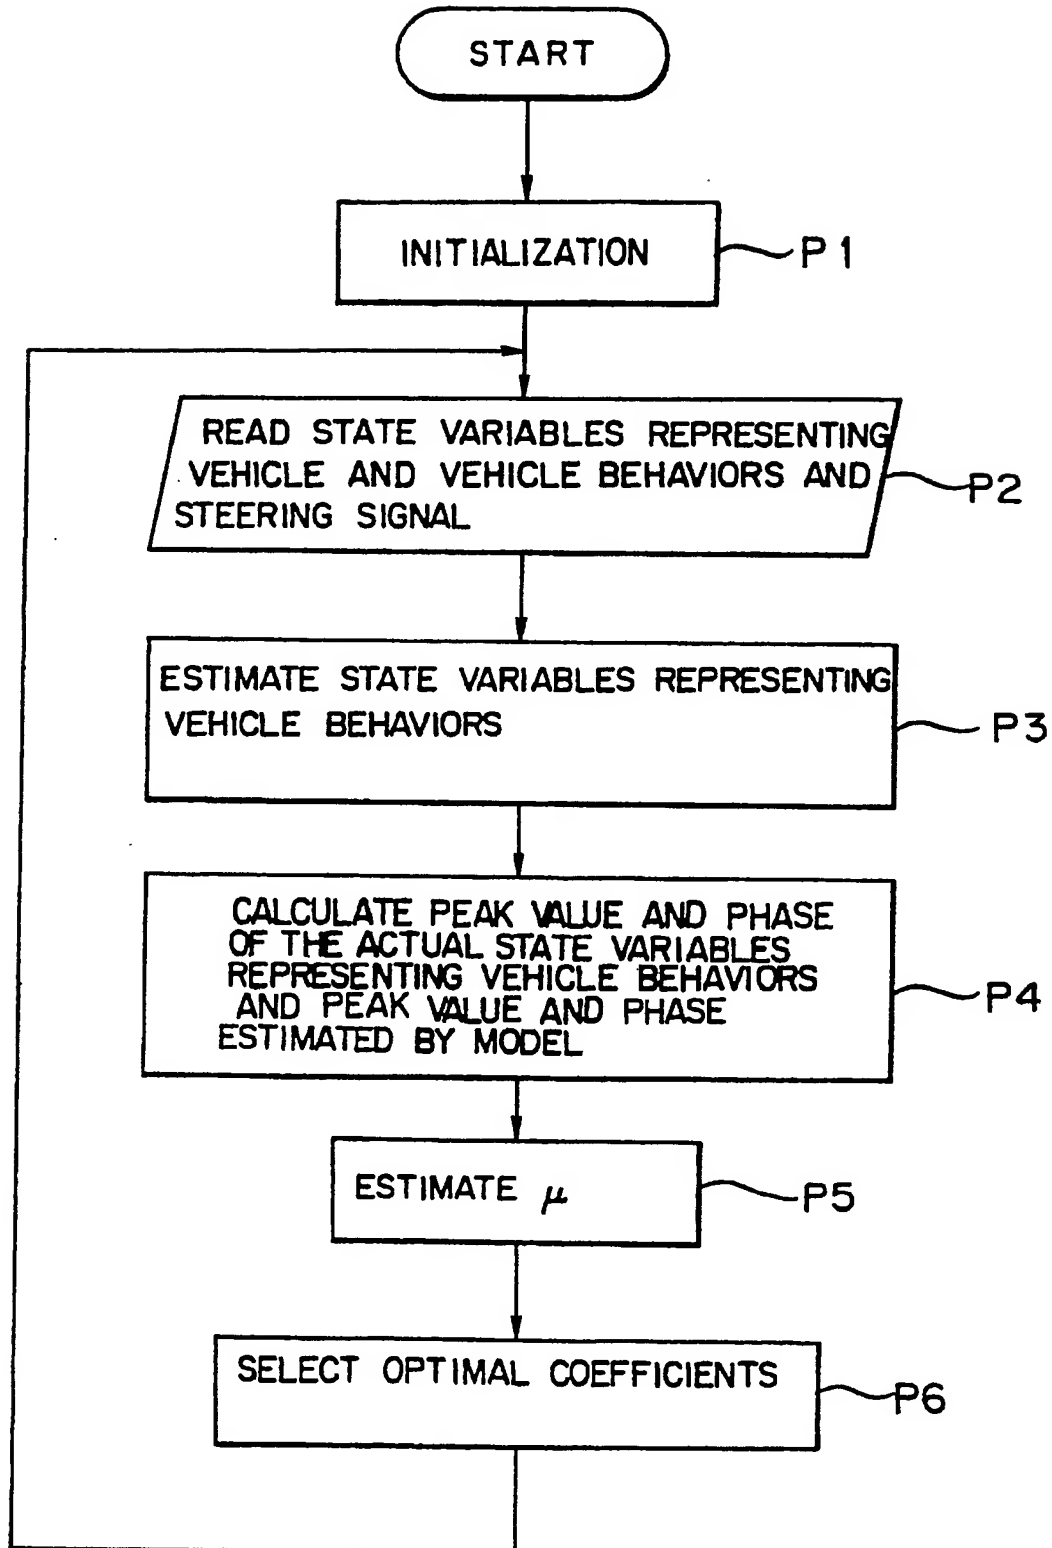 START
INITIALIZATION
P1
READ STATE VARIABLES REPRESENTING
VEHICLE AND VEHICLE BEHAVIORS AND
STEERING SIGNAL
P2
ESTIMATE STATE VARIABLES REPRESENTING
VEHICLE BEHAVIORS
P3
CALCULATE PEAK VALUE AND PHASE
OF THE ACTUAL STATE VARIABLES
REPRESENTING VEHICLE BEHAVIORS
AND PEAK VALUE AND PHASE
ESTIMATED BY MODEL
P4
ESTIMATE μ
P5
SELECT OPTIMAL COEFFICIENTS
P6